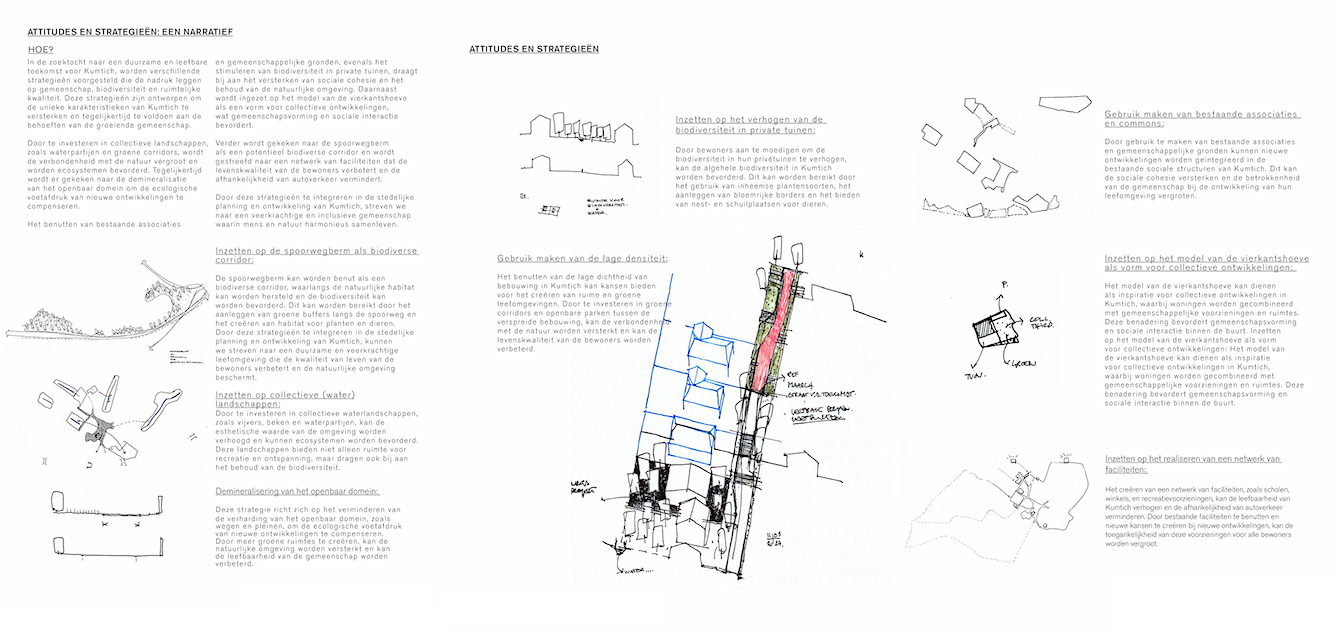 ATTITUDES EN STRATEGIEËN: EEN NARRATIEF
HOE?
In de zoektocht naar een duurzame en leefbare
toekomst voor Kumtich, worden verschillende
strategieën voorgesteld die de nadruk leggen
op gemeenschap, biodiversiteit en ruimtelijke
kwaliteit. Deze strategieën zijn ontworpen om
de unieke karakteristieken van Kumtich te
versterken en tegelijkertijd te voldoen aan de
behoeften van de groeiende gemeenschap.
Door te investeren in collectieve landschappen,
zoals waterpartijen en groene corridors, wordt
de verbondenheid met de natuur vergroot en
worden ecosystemen bevorderd. Tegelijkertijd
wordt er gekeken naar de demineralisatie
van het openbaar domein om de ecologische
voetafdruk van nieuwe ontwikkelingen te
compenseren.
Het benutten van bestaande associaties
en gemeenschappelijke gronden, evenals het
stimuleren van biodiversiteit in private tuinen, draagt
bij aan het versterken van sociale cohesie en het
behoud van de natuurlijke omgeving. Daarnaast
wordt ingezet op het model van de vierkantshoeve
als een vorm voor collectieve ontwikkelingen,
wat gemeenschapsvorming en sociale interactie
bevordert.
Verder wordt gekeken naar de spoorwegberm
als een potentieel biodiverse corridor en wordt
gestreefd naar een netwerk van faciliteiten dat de
levenskwaliteit van de bewoners verbetert en de
afhankelijkheid van autoverkeer vermindert.
Door deze strategieën te integreren in de stedelijke
planning en ontwikkeling van Kumtich, streven we
naar een veerkrachtige en inclusieve gemeenschap
waarin mens en natuur harmonieus samenleven.
Inzetten op de spoorwegberm als biodiverse
corridor:
De spoorwegberm kan worden benut als een
biodiverse corridor, waarlangs de natuurlijke habitat
kan worden hersteld en de biodiversiteit kan
worden bevorderd. Dit kan worden bereikt door het
aanleggen van groene buffers langs de spoorweg en
het creëren van habitat voor planten en dieren.
Door deze strategieën te integreren in de stedelijke
planning en ontwikkeling van Kumtich, kunnen
we streven naar een duurzame en veerkrachtige
leefomgeving die de kwaliteit van leven van de
bewoners verbetert en de natuurlijke omgeving
beschermt.
Inzetten op collectieve (water)
landschappen:
Door te investeren in collectieve waterlandschappen,
zoals vijvers, beken en waterpartijen, kan de
esthetische waarde van de omgeving worden
verhoogd en kunnen ecosystemen worden bevorderd.
Deze landschappen bieden niet alleen ruimte voor
recreatie en ontspanning, maar dragen ook bij aan
het behoud van de biodiversiteit.
Demineralisering van het openbaar domein:
Deze strategie richt zich op het verminderen van
de verharding van het openbaar domein, zoals
wegen en pleinen, om de ecologische voetafdruk
van nieuwe ontwikkelingen te compenseren.
Door meer groene ruimtes te creëren, kan de
natuurlijke omgeving worden versterkt en kan
de leefbaarheid van de gemeenschap worden
verbeterd.
ATTITUDES EN STRATEGIEËN
Inzetten op het verhogen van de
biodiversiteit in private tuinen:
Door bewoners aan te moedigen om de
biodiversiteit in hun privétuinen te verhogen,
kan de algehele biodiversiteit in Kumtich
worden bevorderd. Dit kan worden bereikt door
het gebruik van inheemse plantensoorten, het
aanleggen van bloemrijke borders en het bieden
van nest- en schuilplaatsen voor dieren.
Gebruik maken van de lage densiteit:
Het benutten van de lage dichtheid van
bebouwing in Kumtich kan kansen bieden
voor het creëren van ruime en groene
leefomgevingen. Door te investeren in groene
corridors en openbare parken tussen de
verspreide bebouwing, kan de verbondenheid
met de natuur worden versterkt en kan de
levenskwaliteit van de bewoners worden
verbeterd.
WATER....
Gebruik maken van bestaande associaties
en commons:
Door gebruik te maken van bestaande associaties
en gemeenschappelijke gronden kunnen nieuwe
ontwikkelingen worden geïntegreerd in de
bestaande sociale structuren van Kumtich. Dit kan
de sociale cohesie versterken en de betrokkenheid
van de gemeenschap bij de ontwikkeling van hun
leefomgeving vergroten.
Inzetten op het model van de vierkantshoeve
als vorm voor collectieve ontwikkelingen:
Het model van de vierkantshoeve kan dienen
als inspiratie voor collectieve ontwikkelingen in
Kumtich, waarbij woningen worden gecombineerd
met gemeenschappelijke voorzieningen en ruimtes.
Deze benadering bevordert gemeenschapsvorming
en sociale interactie binnen de buurt. Inzetten
op het model van de vierkantshoeve als vorm
voor collectieve ontwikkelingen: Het model van
de vierkantshoeve kan dienen als inspiratie
voor collectieve ontwikkelingen in Kumtich,
waarbij woningen worden gecombineerd met
gemeenschappelijke voorzieningen en ruimtes. Deze
benadering bevordert gemeenschapsvorming en
sociale interactie binnen de buurt.
P.
GROEN
TUIN.
Inzetten op het realiseren van een netwerk van
faciliteiten:
Het creëren van een netwerk van faciliteiten, zoals scholen,
winkels, en recreatievoorzieningen, kan de leefbaarheid van
Kumtich verhogen en de afhankelijkheid van autoverkeer
verminderen. Door bestaande faciliteiten te benutten en
nieuwe kansen te creëren bij nieuwe ontwikkelingen, kan de
toegankelijkheid van deze voorzieningen voor alle bewoners
worden vergroot.